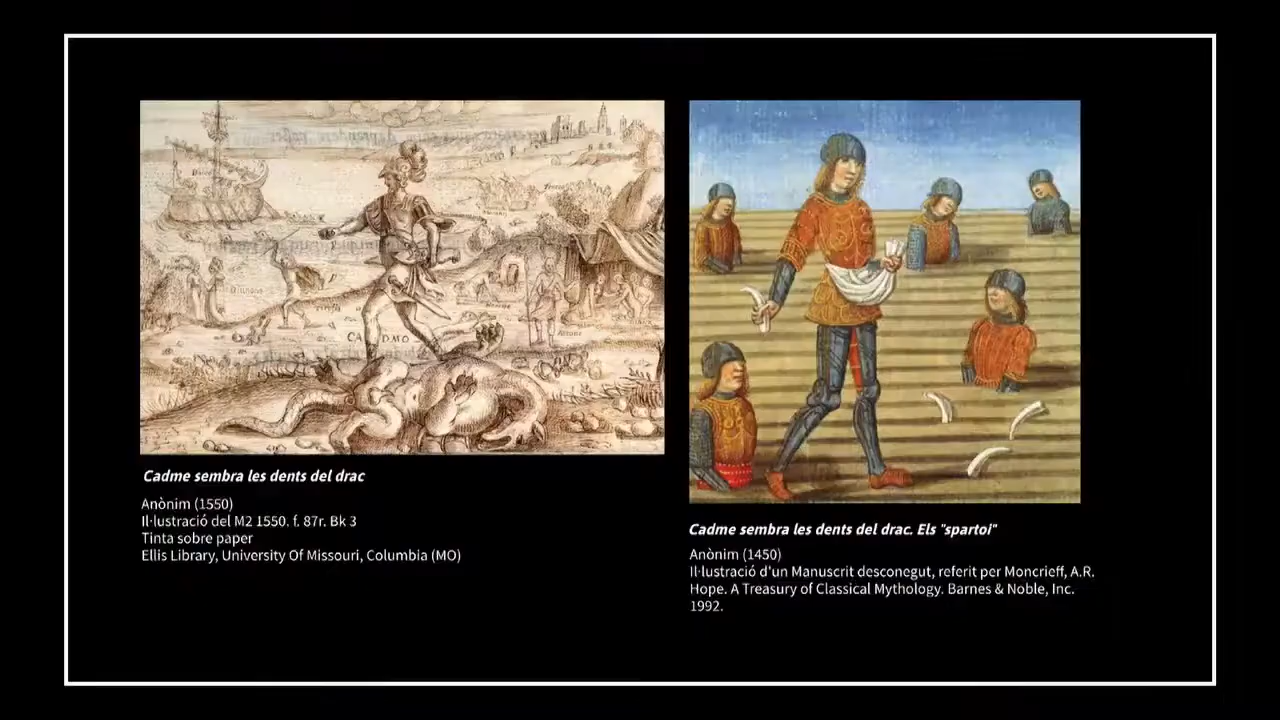 CADMO
Cadme sembra les dents del drac
Anònim (1550)
Il·lustració del M2 1550. f. 87r. Bk 3
Tinta sobre paper
Ellis Library, University Of Missouri, Columbia (MO)
Cadme sembra les dents del drac. Els "spartoi"
Anònim (1450)
Il·lustració d'un Manuscrit desconegut, referit per Moncrieff, A.R.
Hope. A Treasury of Classical Mythology. Barnes & Noble, Inc.
1992.